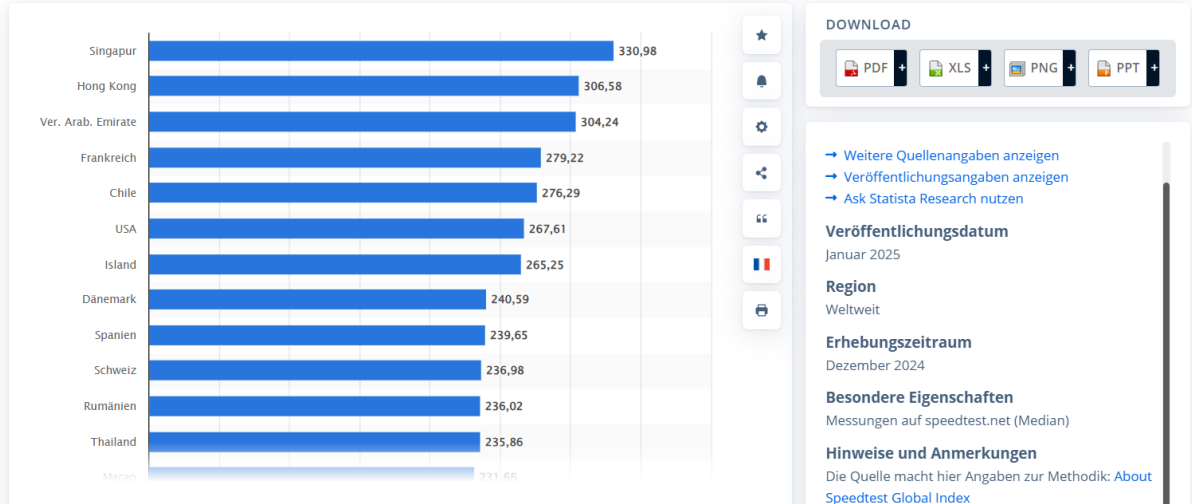 Singapur 330,98
Hong Kong 306,58
Ver. Arab. Emirate 304,24
Frankreich 279,22
Chile 276,29
USA 267,61
Island 265,25
Dänemark 240,59
Spanien 239,65
Schweiz 236,98
Rumänien 236,02
Thailand 235,86
Macao 231,66
DOWNLOAD
PDF + XLS + PNG + PPT +
→ Weitere Quellenangaben anzeigen
→ Veröffentlichungsangaben anzeigen
→ Ask Statista Research nutzen
Veröffentlichungsdatum
Januar 2025
Region
Weltweit
Erhebungszeitraum
Dezember 2024
Besondere Eigenschaften
Messungen auf speedtest.net (Median)
Hinweise und Anmerkungen
Die Quelle macht hier Angaben zur Methodik: About
Speedtest Global Index